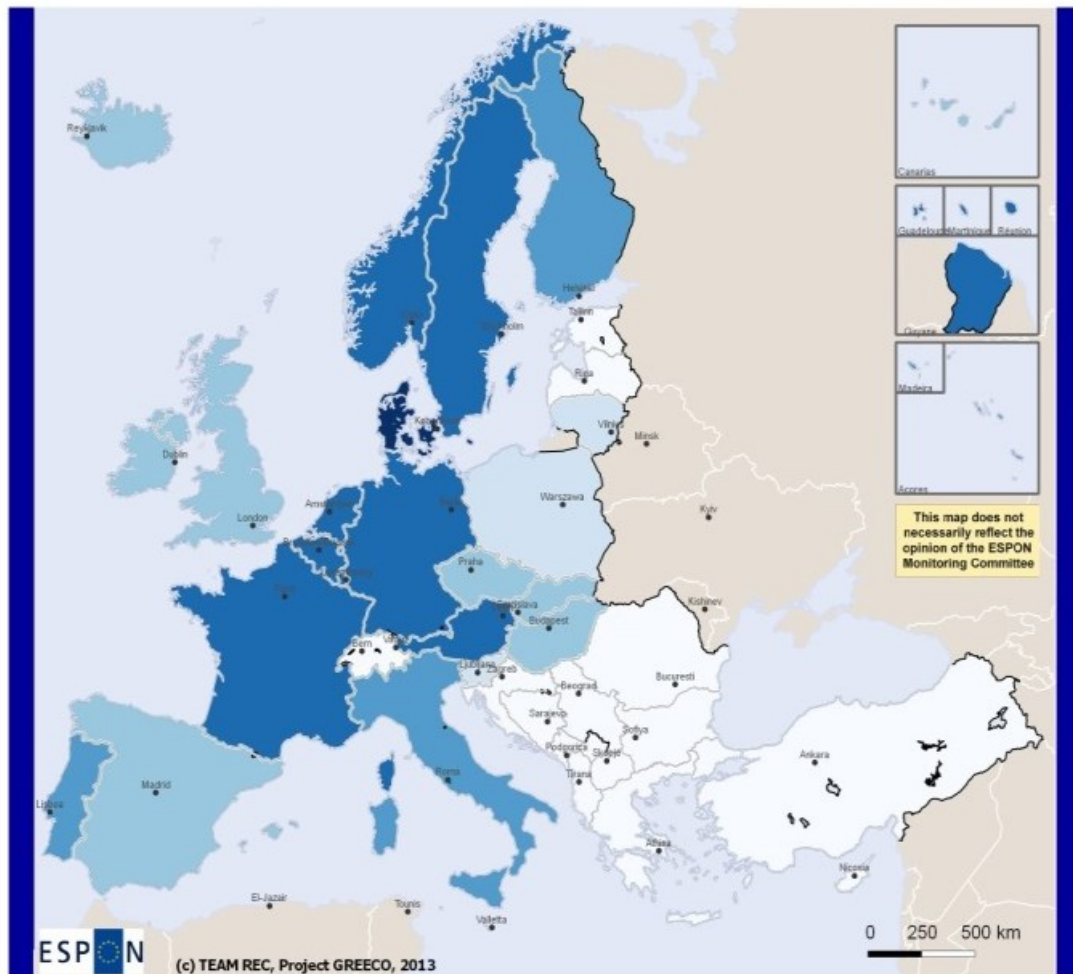 Reykjavik
Canarias
Guadeloupe
Martinique
Réunion
Helsinki
Tallinn
Guyane
Riga
Madeira
Vilnius
Minsk
Dublin
Acores
Warszawa
London
Kyiv
This map does not
necessarily reflect the
opinion of the ESPON
Monitoring Committee
Praha
Kishinev
Budapest
Bern
Ljubljana
Zagreb
Beograd
Bucuresti
Sarajevo
Sofiya
Podgorica
Skopje
Ankara
Tirana
Roma
Madrid
Lisboa
Athina
Nicosia
El-Jazair
Tounis
Valletta
0 250 500 km
ESPON
(c) TEAM REC, Project GREECO, 2013